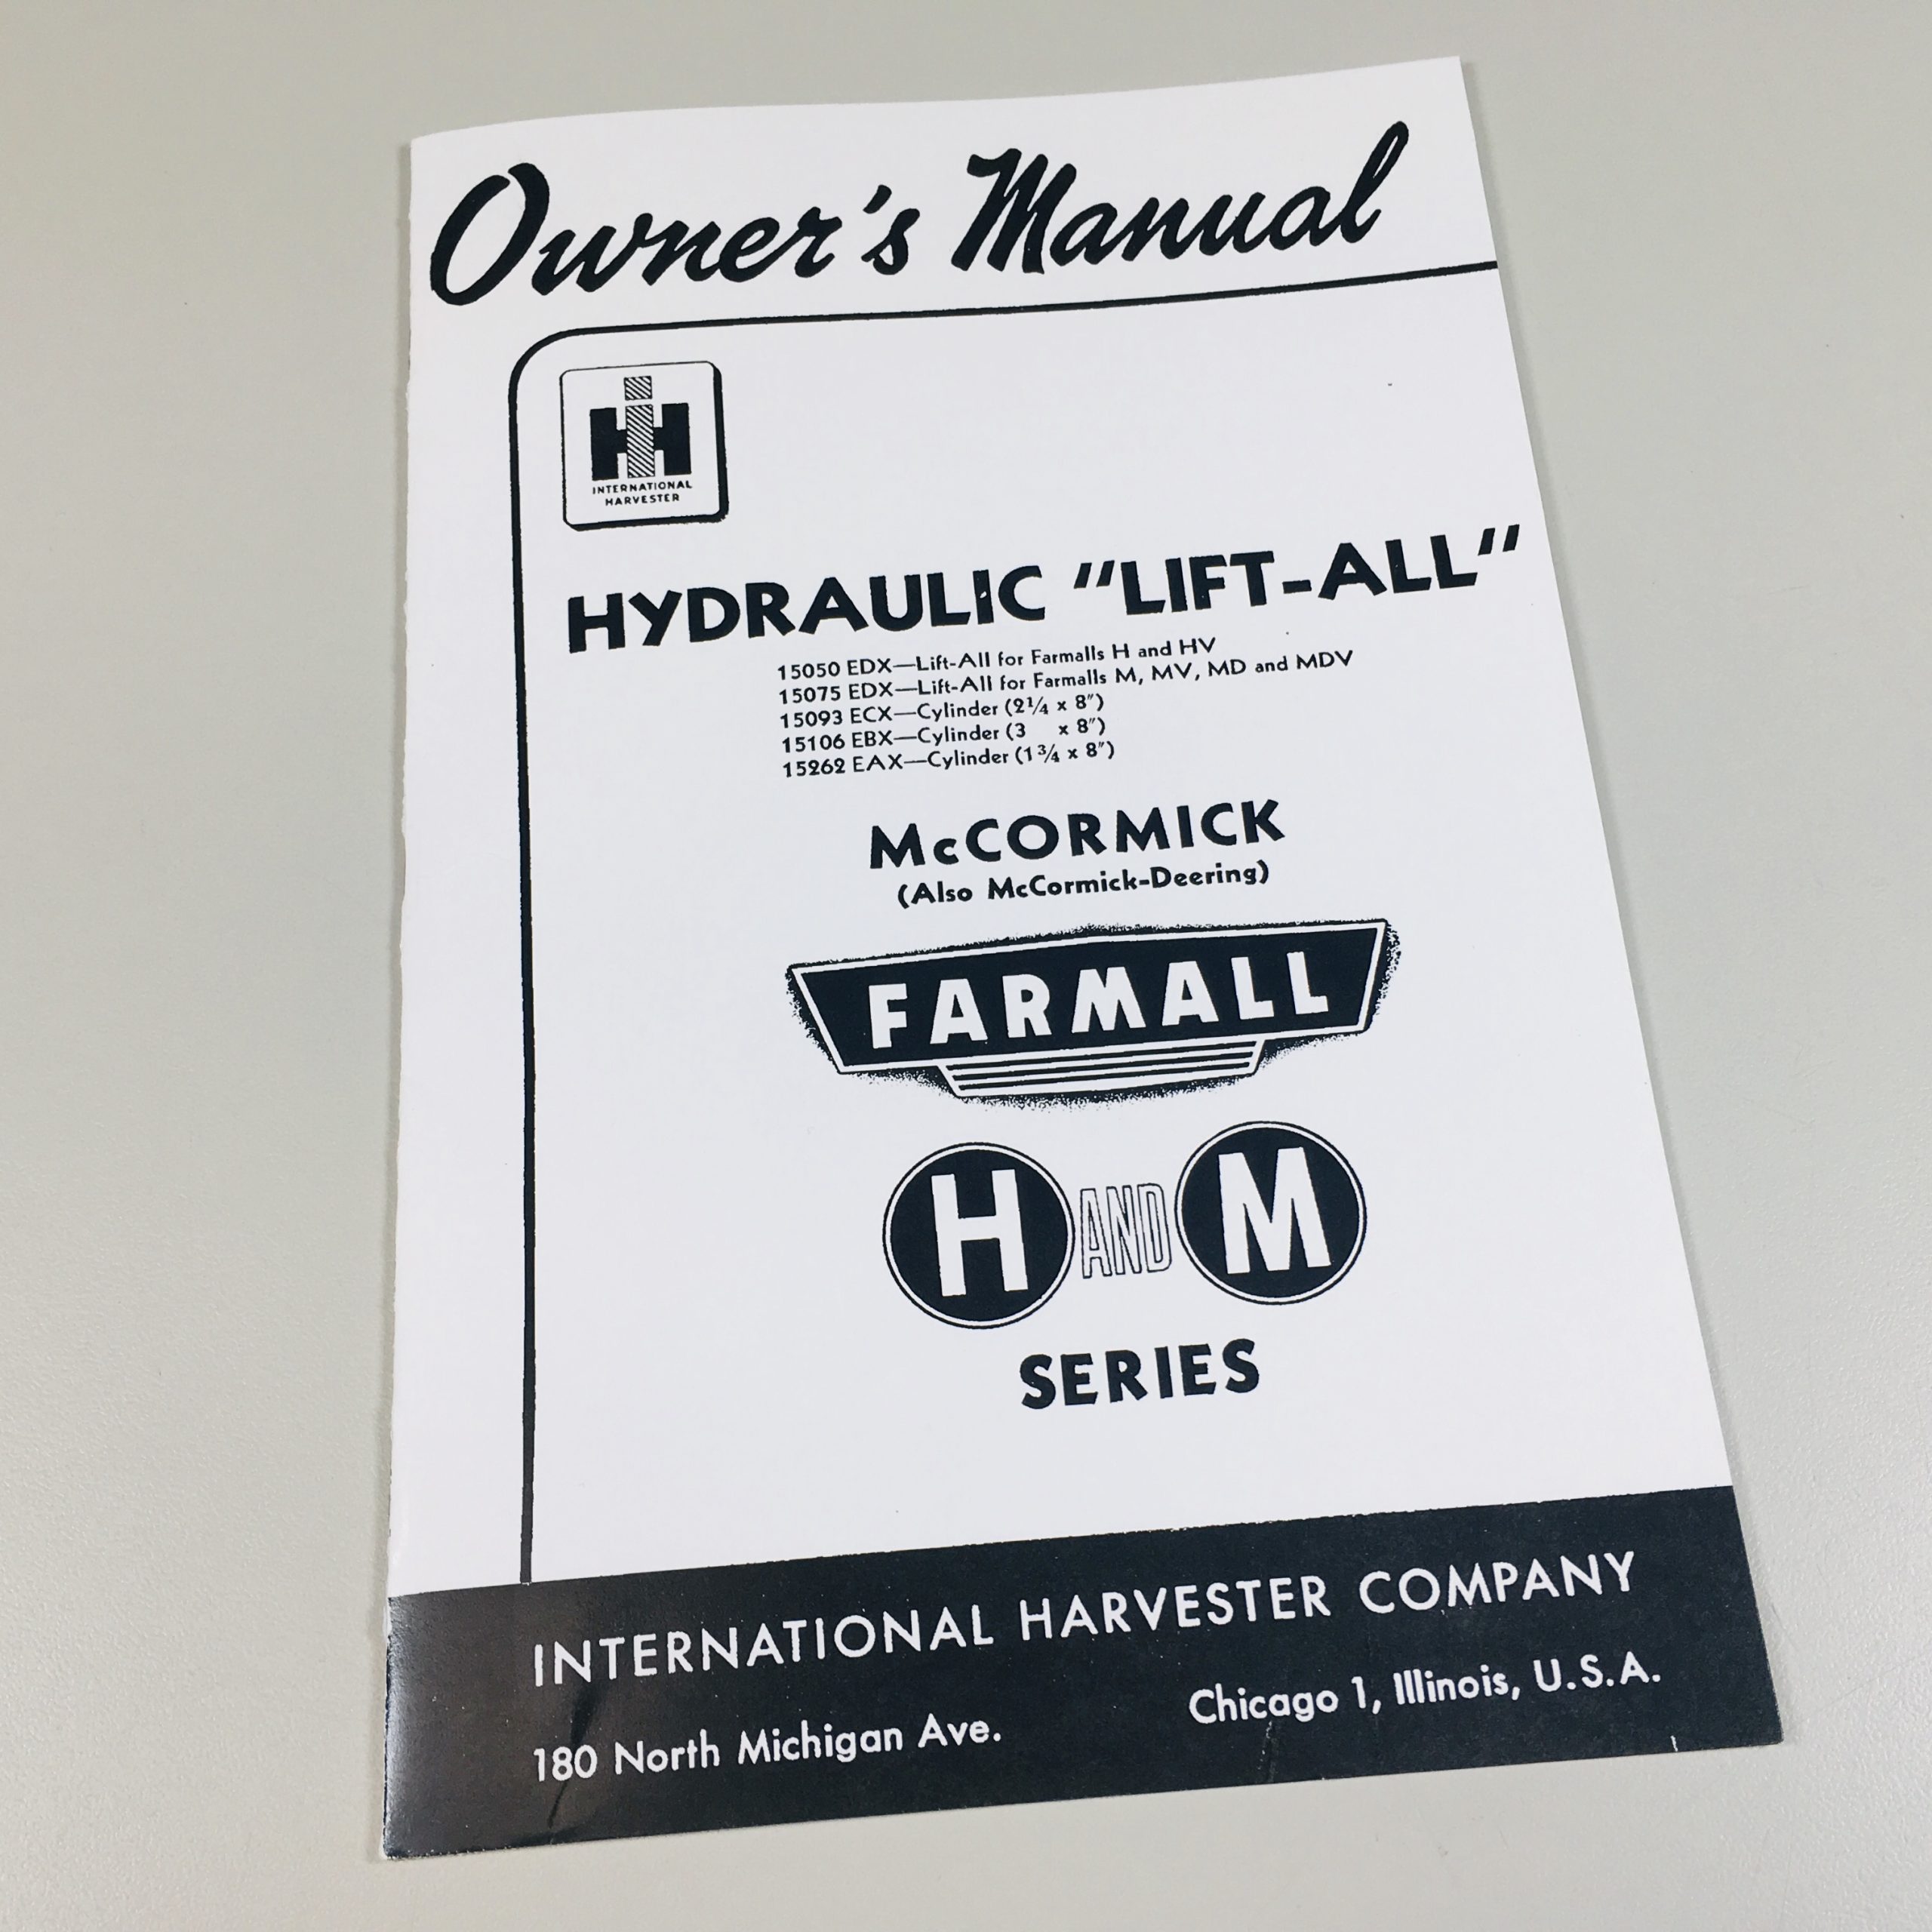 Owner's Manual
IH
INTERNATIONAL
HARVESTER
HYDRAULIC "LIFT-ALL"
15050 EDX—Lift-All for Farmalls H and HV
15075 EDX—Lift-All for Farmalls M, MV, MD and MDV
15093 ECX—Cylinder (2¼ x 8")
15106 EBX—Cylinder (3 x 8")
15262 EAX—Cylinder (1¾ x 8")
McCORMICK
(Also McCormick-Deering)
FARMALL
H AND M
SERIES
INTERNATIONAL HARVESTER COMPANY
180 North Michigan Ave. Chicago 1, Illinois, U.S.A.